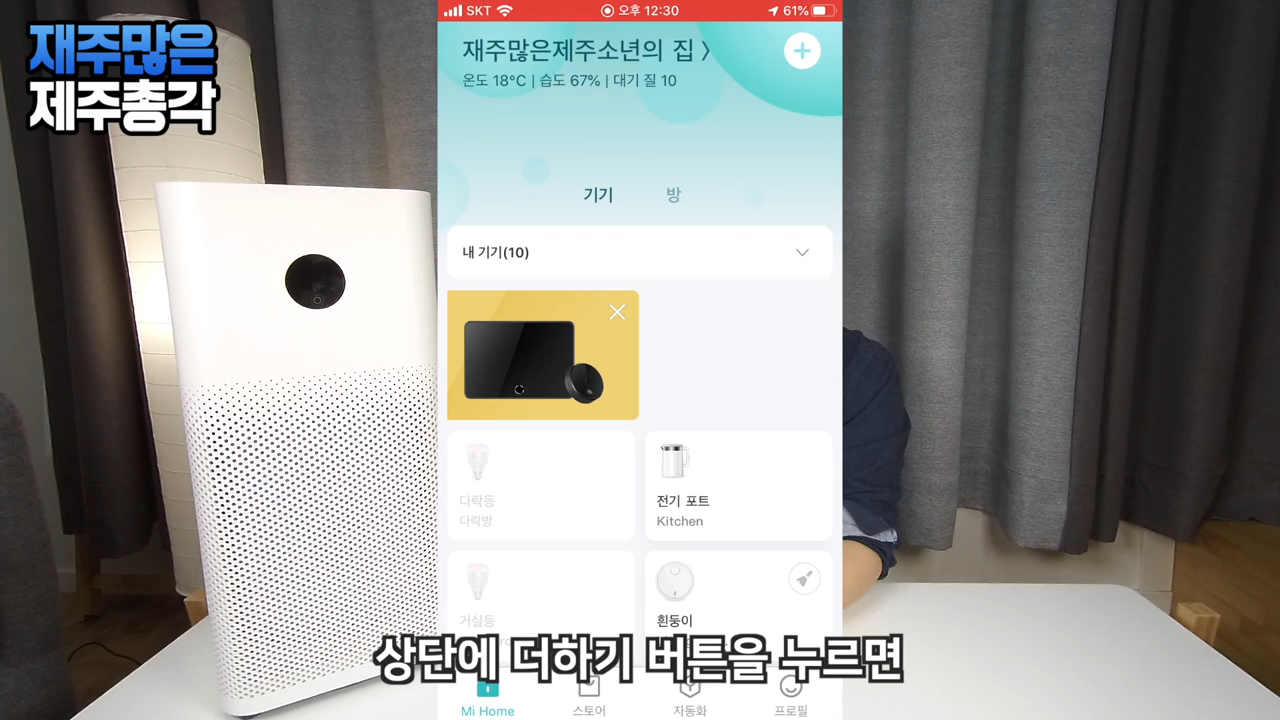 재주많은
제주총각
SKT
오후 12:30
61%
재주많은제주소년의 집 〉
온도 18°C | 습도 67% | 대기 질 10
기기
방
내 기기(10)
다락등
다락방
전기 포트
Kitchen
거실등
흰둥이
상단에 더하기 버튼을 누르면
Mi Home
스토어
자동화
프로필